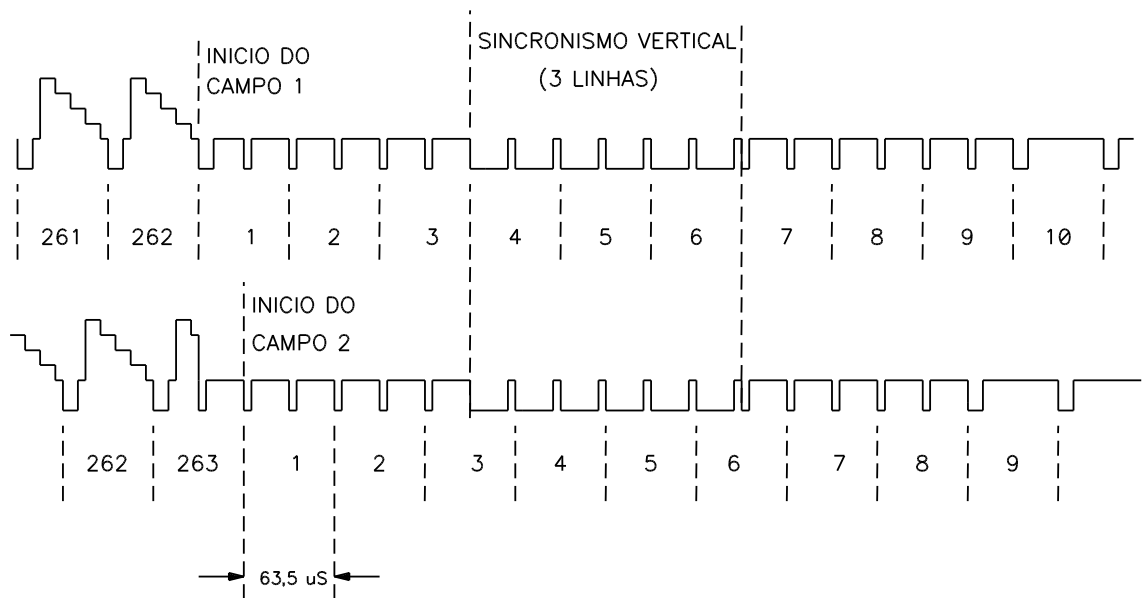 INICIO DO
CAMPO 1
SINCRONISMO VERTICAL
(3 LINHAS)
261 262 1 2 3 4 5 6 7 8 9 10
INICIO DO
CAMPO 2
262 263 1 2 3 4 5 6 7 8 9
63,5 uS